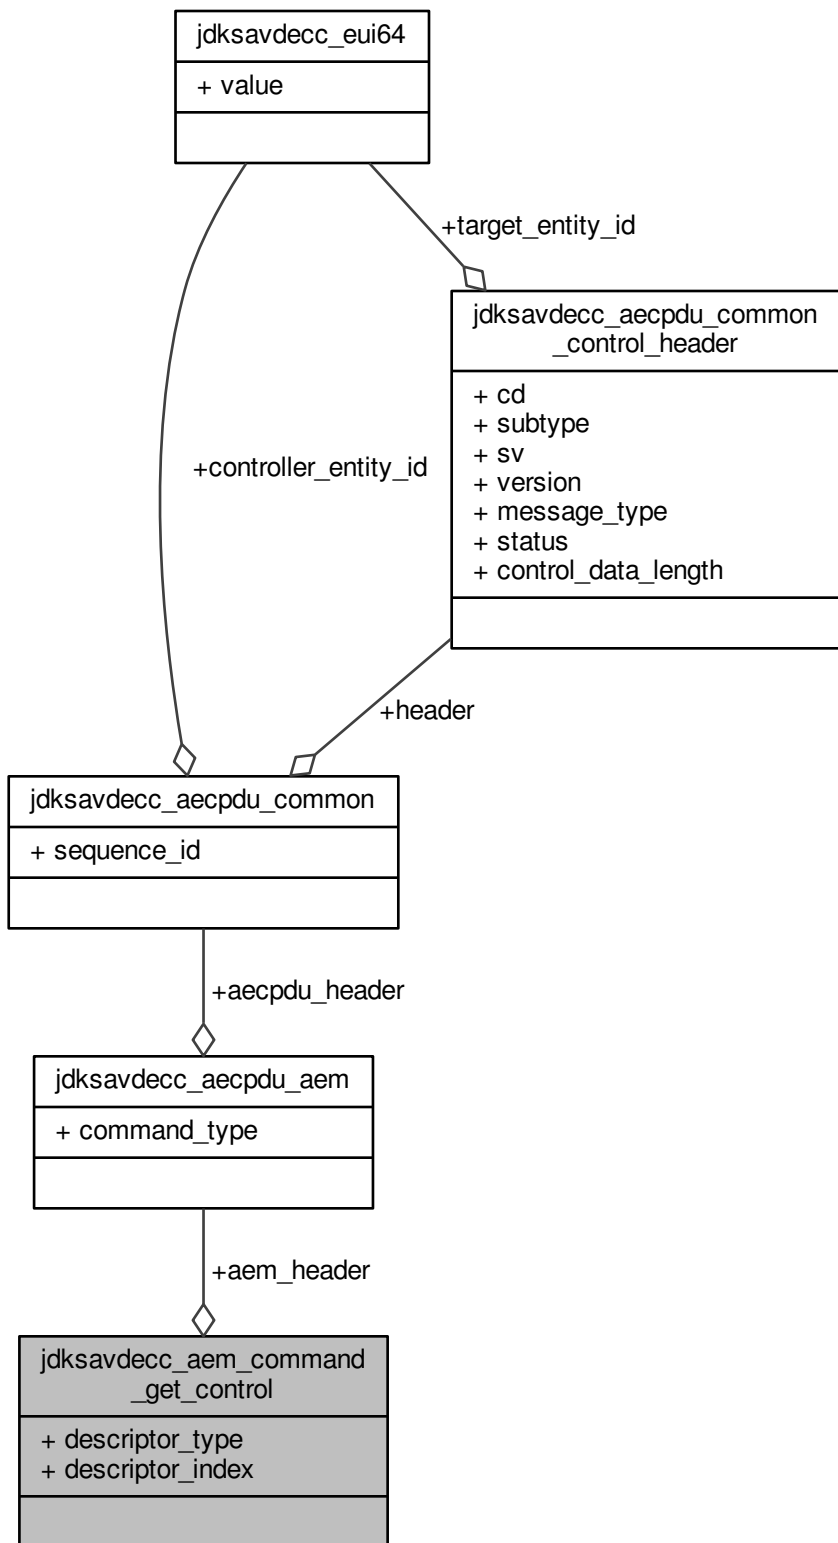 jdksavdecc_eui64
+ value
+target_entity_id
jdksavdecc_aecpdu_common
_control_header
+ cd
+ subtype
+ sv
+ version
+ message_type
+ status
+ control_data_length
+controller_entity_id
+header
jdksavdecc_aecpdu_common
+ sequence_id
+aecpdu_header
jdksavdecc_aecpdu_aem
+ command_type
+aem_header
jdksavdecc_aem_command
_get_control
+ descriptor_type
+ descriptor_index